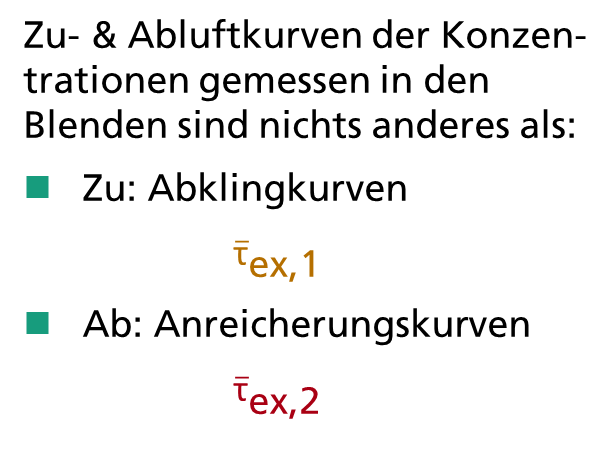 Zu- & Abluftkurven der Konzen-
trationen gemessen in den
Blenden sind nichts anderes als:
Zu: Abklingkurven
τ̅ex,1
Ab: Anreicherungskurven
τ̅ex,2